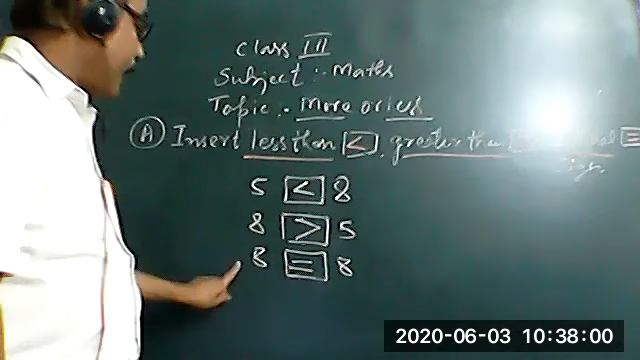 Class III
Subject :- Maths
Topic :- More or less
(A) Insert less than [<], greater than equal [=]
sign.
5 [<] 8
8 [>] 5
8 [=] 8
2020-06-03 10:38:00